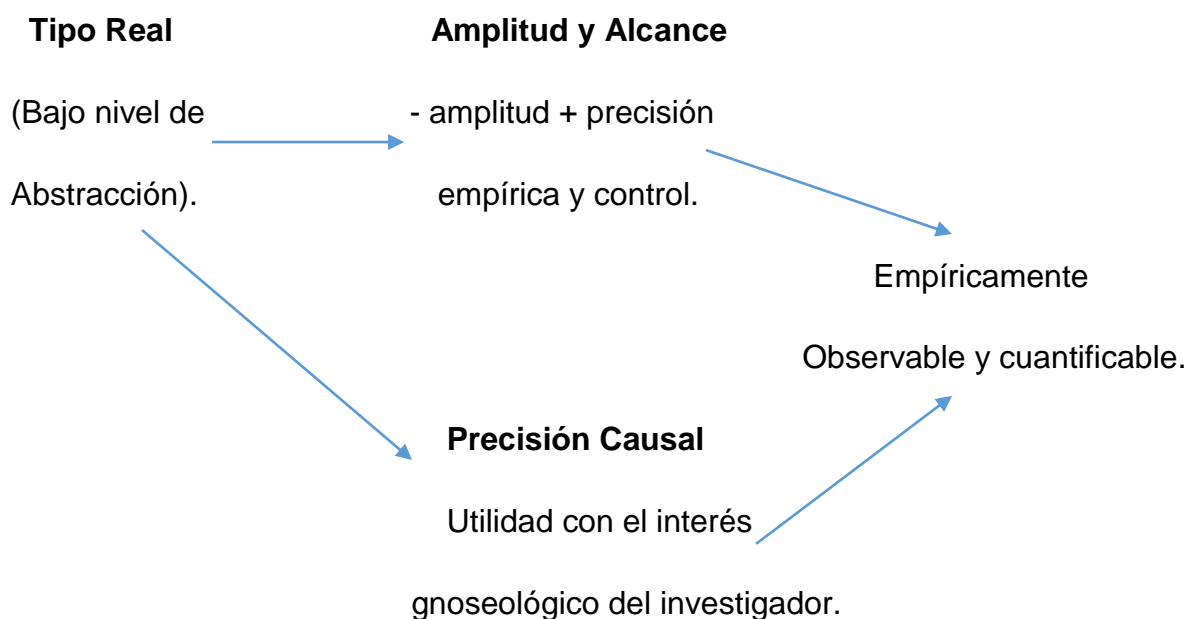 Tipo Real
Amplitud y Alcance
(Bajo nivel de
- amplitud + precisión
Abstracción).
empírica y control.
Empíricamente
Observable y cuantificable.
Precisión Causal
Utilidad con el interés
gnoseológico del investigador.